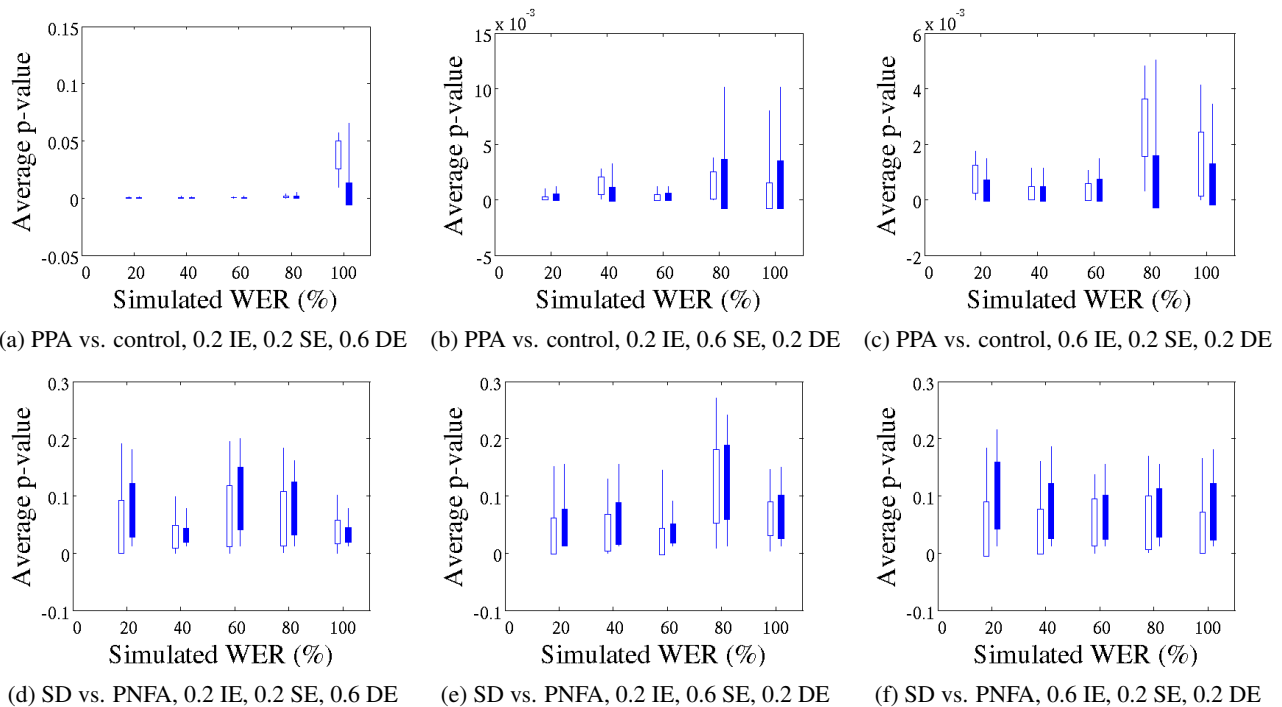 0.15
0.1
0.05
0
-0.05
Average p-value
0 20 40 60 80 100
Simulated WER (%)
(a) PPA vs. control, 0.2 IE, 0.2 SE, 0.6 DE
x 10⁻³
15
10
5
0
-5
Average p-value
0 20 40 60 80 100
Simulated WER (%)
(b) PPA vs. control, 0.2 IE, 0.6 SE, 0.2 DE
x 10⁻³
6
4
2
0
-2
Average p-value
0 20 40 60 80 100
Simulated WER (%)
(c) PPA vs. control, 0.6 IE, 0.2 SE, 0.2 DE
0.3
0.2
0.1
0
-0.1
Average p-value
0 20 40 60 80 100
Simulated WER (%)
(d) SD vs. PNFA, 0.2 IE, 0.2 SE, 0.6 DE
0.3
0.2
0.1
0
-0.1
Average p-value
0 20 40 60 80 100
Simulated WER (%)
(e) SD vs. PNFA, 0.2 IE, 0.6 SE, 0.2 DE
0.3
0.2
0.1
0
-0.1
Average p-value
0 20 40 60 80 100
Simulated WER (%)
(f) SD vs. PNFA, 0.6 IE, 0.2 SE, 0.2 DE